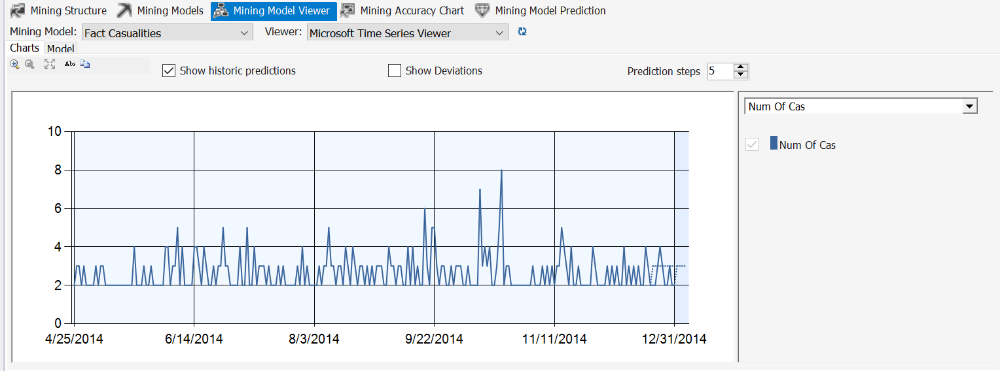 Mining Structure Mining Models Mining Model Viewer Mining Accuracy Chart Mining Model Prediction
Mining Model: Fact Casualities Viewer: Microsoft Time Series Viewer
Charts Model
Abs Show historic predictions Show Deviations Prediction steps 5
Num Of Cas
Num Of Cas
10
8
6
4
2
0
4/25/2014 6/14/2014 8/3/2014 9/22/2014 11/11/2014 12/31/2014